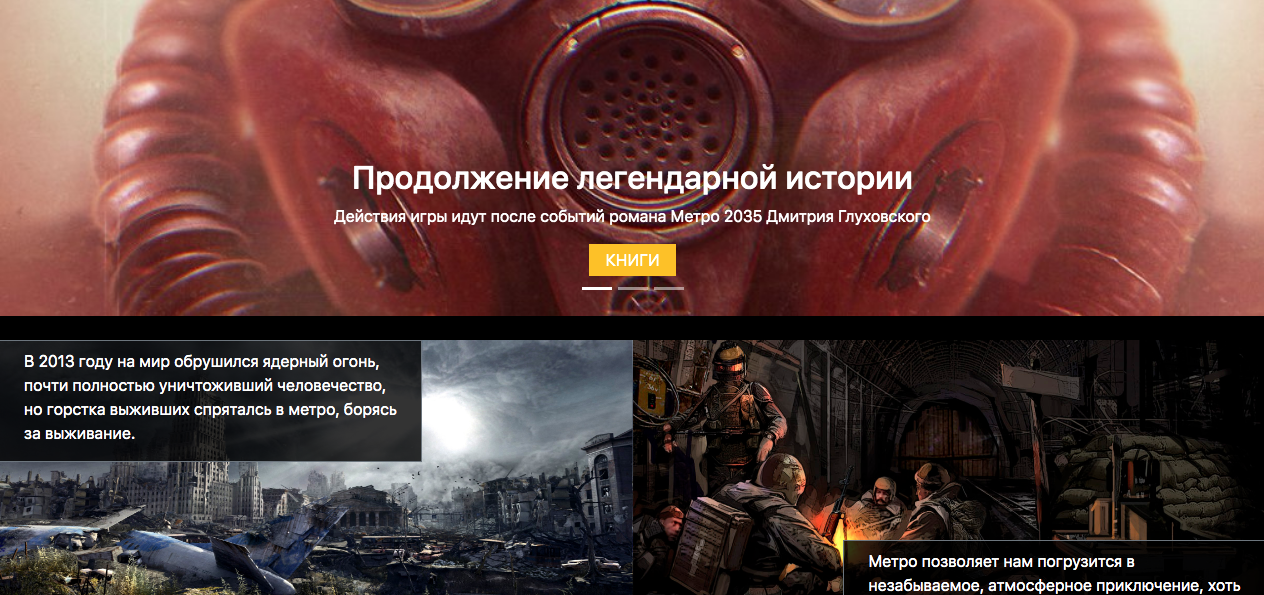 Продолжение легендарной истории
Действия игры идут после событий романа Метро 2035 Дмитрия Глуховского
КНИГИ
В 2013 году на мир обрушился ядерный огонь,
почти полностью уничтоживший человечество,
но горстка выживших спряталсь в метро, борясь
за выживание.
Метро позволяет нам погрузится в
незабываемое, атмосферное приключение, хоть